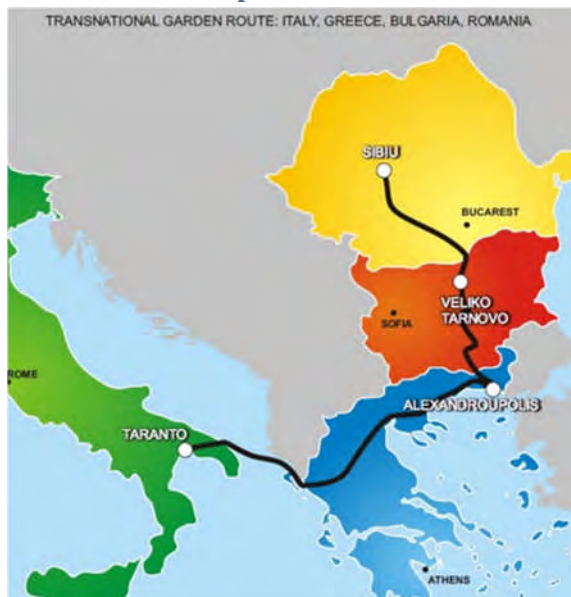 TRANSNATIONAL GARDEN ROUTE: ITALY, GREECE, BULGARIA, ROMANIA
SIBIU
BUCAREST
VELIKO
TARNOVO
SOFIA
ROME
ALEXANDROUPOLIS
TARANTO
ATHENS